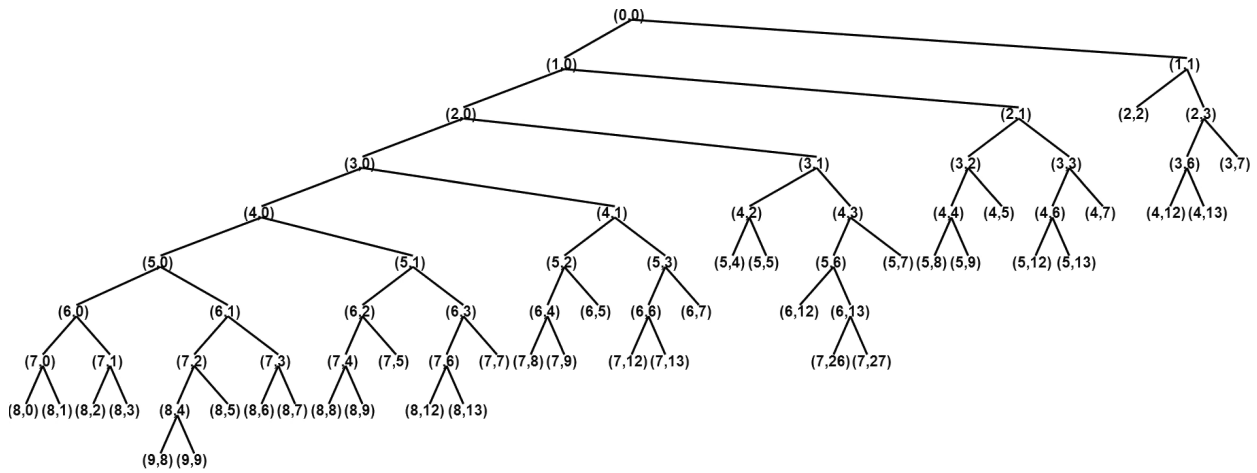 (0,0)
(1,0) (1,1)
(2,0) (2,1) (2,2) (2,3)
(3,0) (3,1) (3,2) (3,3) (3,6) (3,7)
(4,0) (4,1) (4,2) (4,3) (4,4) (4,5) (4,6) (4,7) (4,12) (4,13)
(5,0) (5,1) (5,2) (5,3) (5,4) (5,5) (5,6) (5,7) (5,8) (5,9) (5,12) (5,13)
(6,0) (6,1) (6,2) (6,3) (6,4) (6,5) (6,6) (6,7) (6,12) (6,13)
(7,0) (7,1) (7,2) (7,3) (7,4) (7,5) (7,6) (7,7) (7,8) (7,9) (7,12) (7,13) (7,26) (7,27)
(8,0) (8,1) (8,2) (8,3) (8,4) (8,5) (8,6) (8,7) (8,8) (8,9) (8,12) (8,13)
(9,8) (9,9)